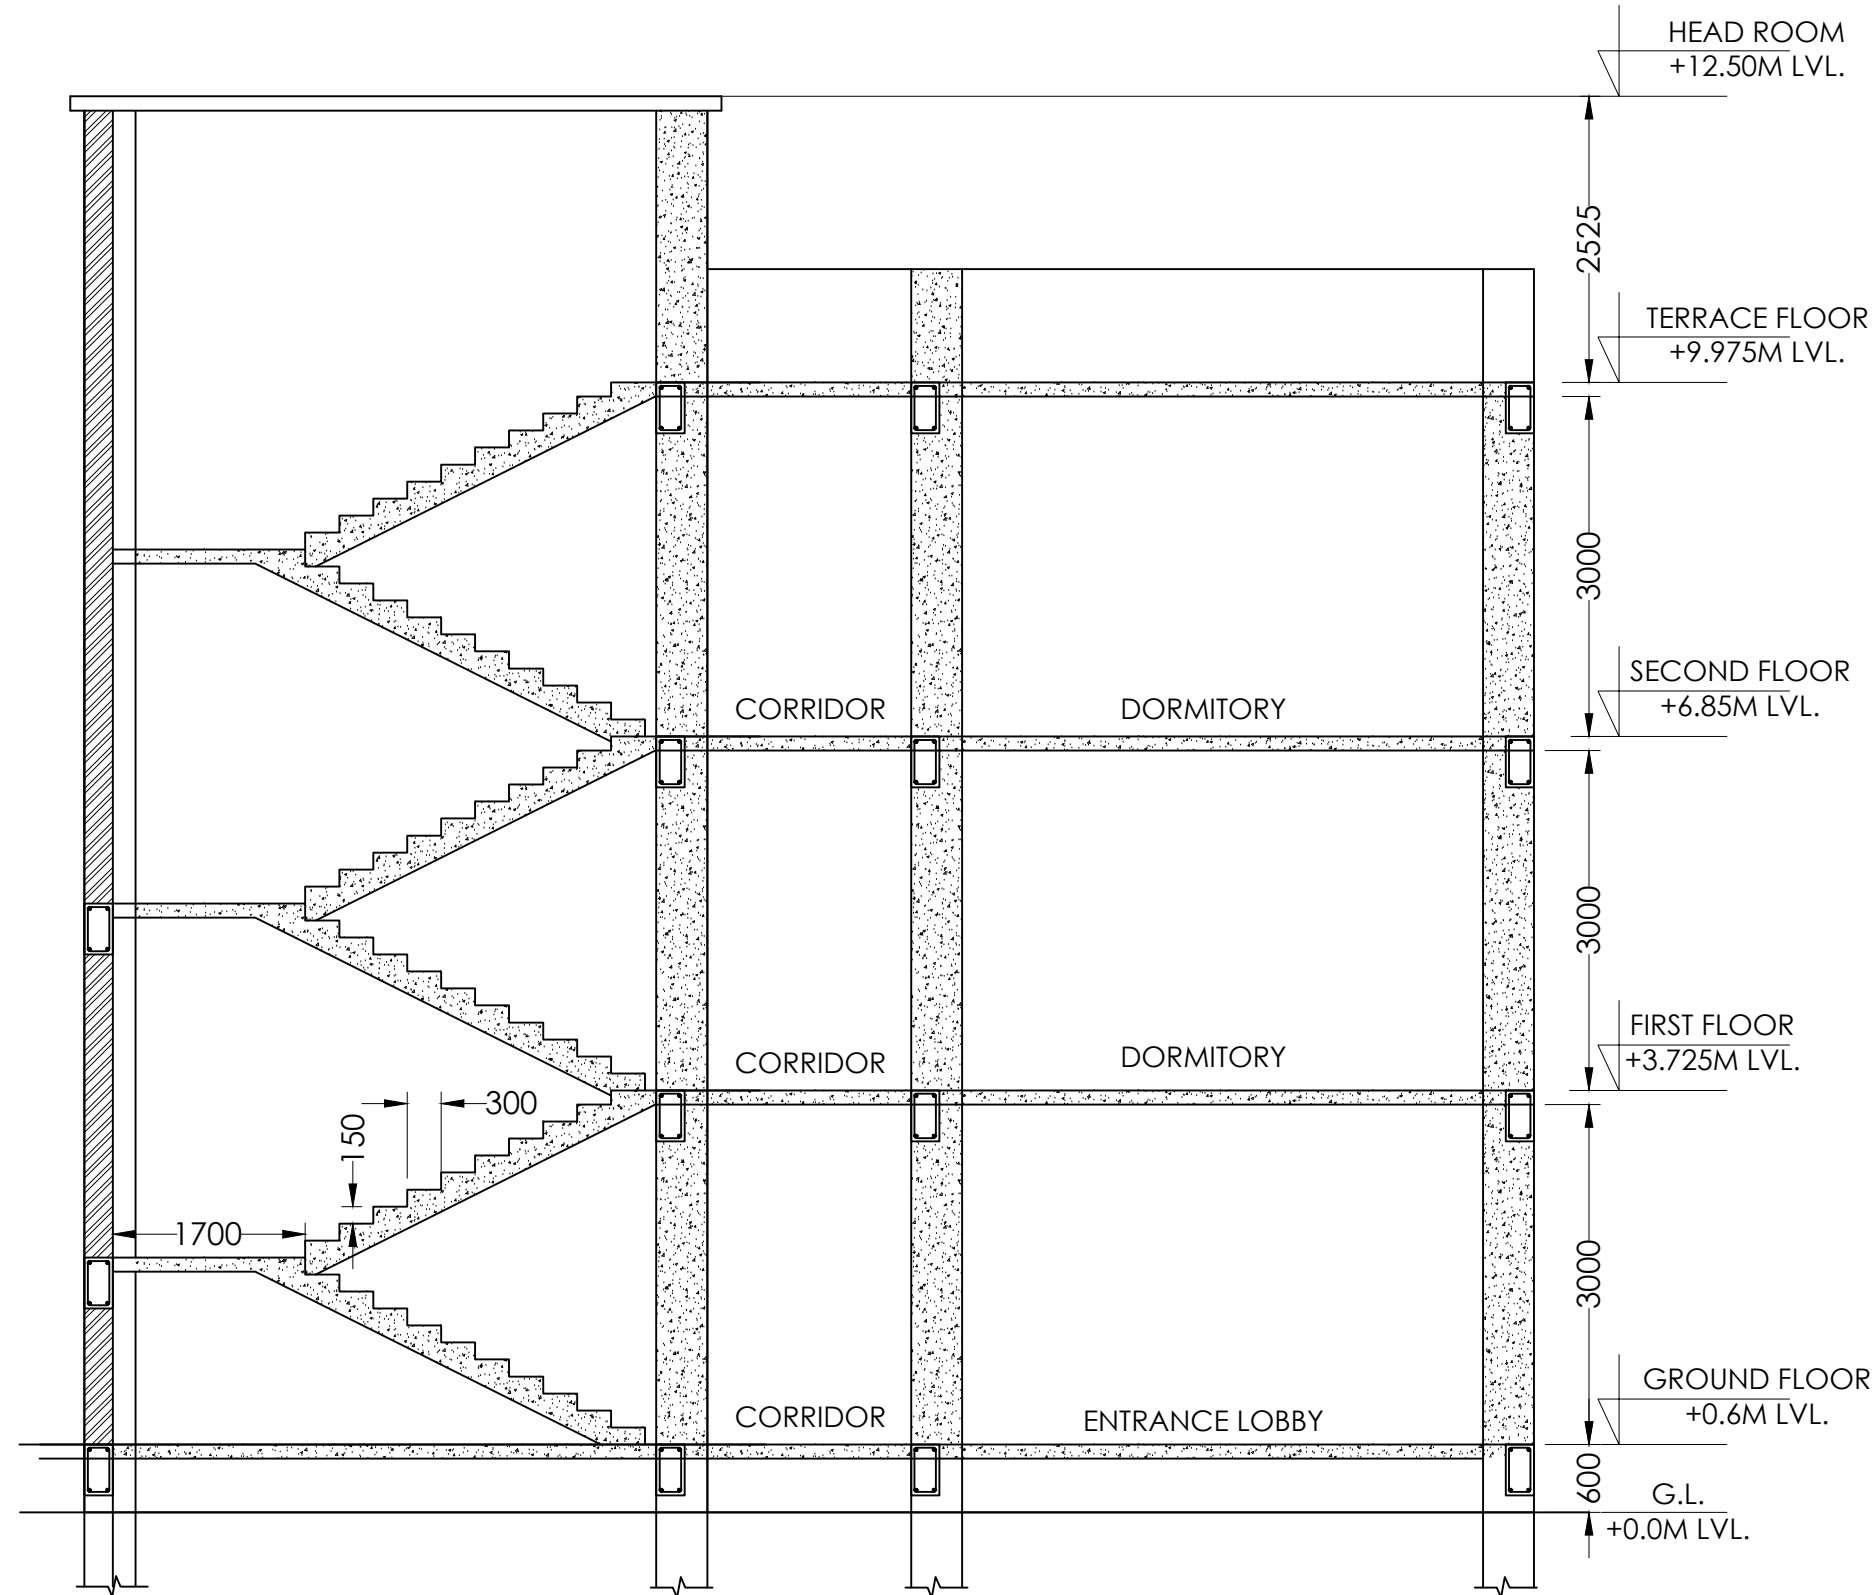 HEAD ROOM
+12.50M LVL.
2525
TERRACE FLOOR
+9.975M LVL.
3000
SECOND FLOOR
+6.85M LVL.
CORRIDOR
DORMITORY
3000
FIRST FLOOR
+3.725M LVL.
CORRIDOR
DORMITORY
300
150
1700
3000
GROUND FLOOR
+0.6M LVL.
CORRIDOR
ENTRANCE LOBBY
600
G.L.
+0.0M LVL.